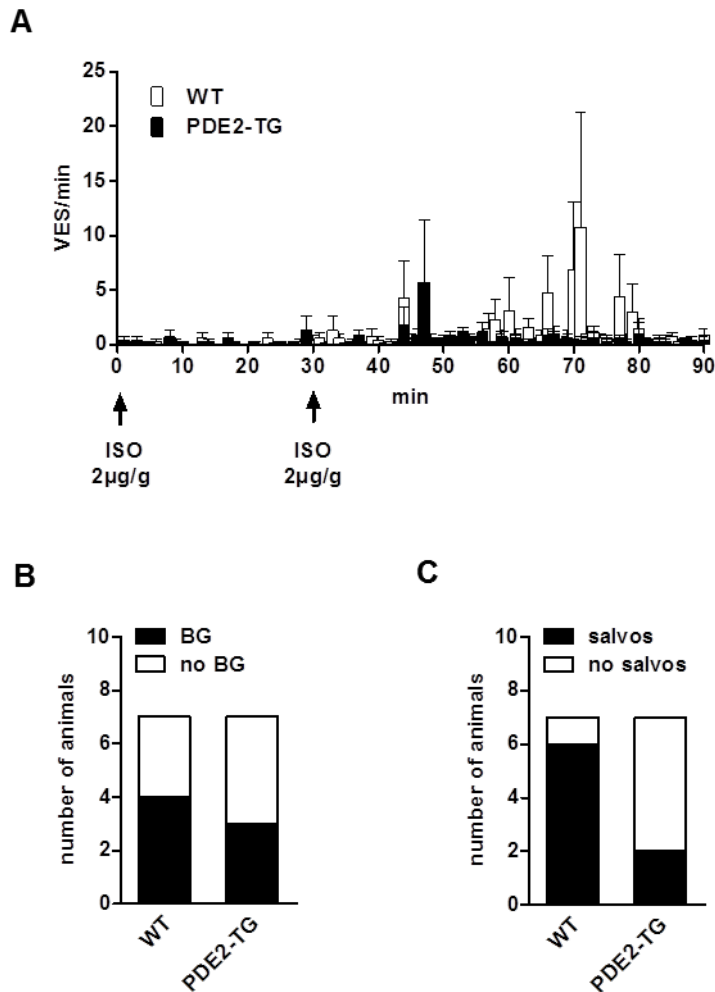 A
25
20
15
10
5
0
VES/min
WT
PDE2-TG
0 10 20 30 40 50 60 70 80 90
min
ISO
2µg/g
ISO
2µg/g
B
10
8
6
4
2
0
number of animals
BG
no BG
WT
PDE2-TG
C
10
8
6
4
2
0
number of animals
salvos
no salvos
WT
PDE2-TG